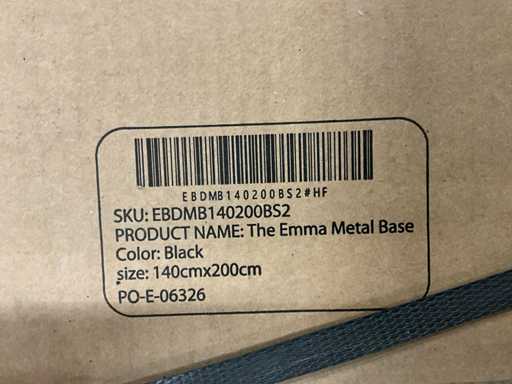 EBDMB140200BS2#HF
SKU: EBDMB140200BS2
PRODUCT NAME: The Emma Metal Base
Color: Black
size: 140cmx200cm
PO-E-06326